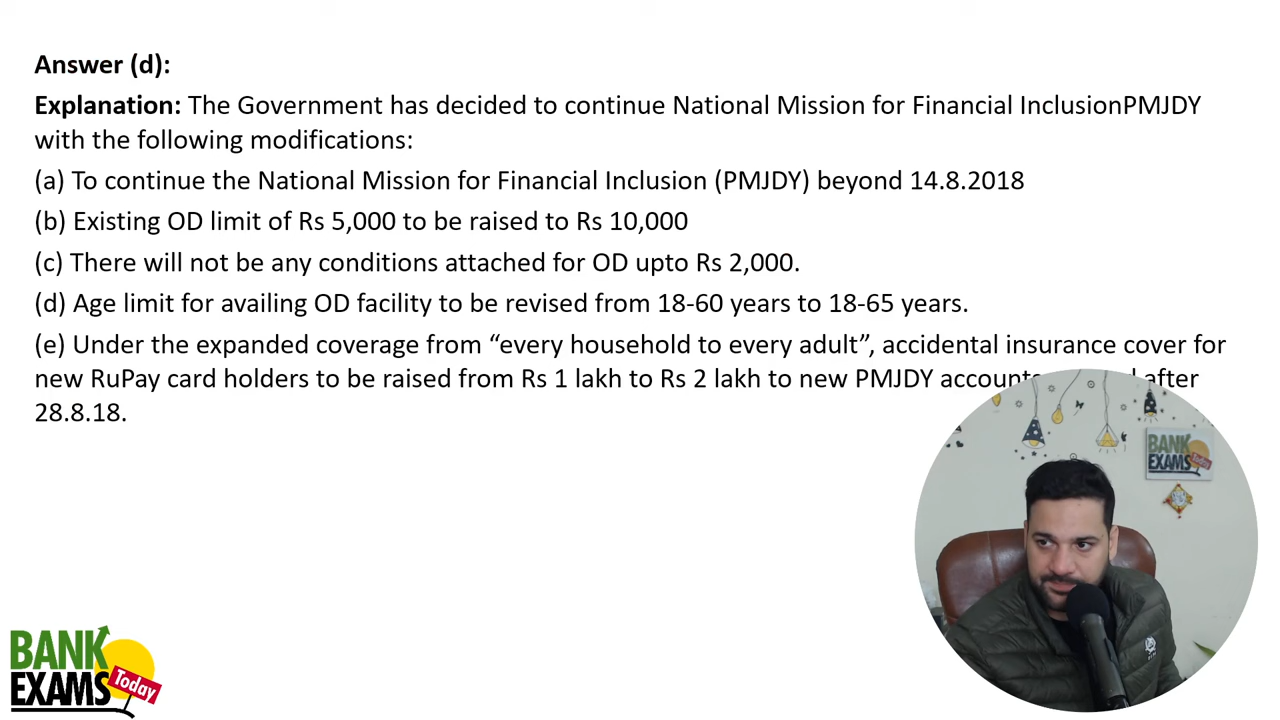 Answer (d):
Explanation: The Government has decided to continue National Mission for Financial InclusionPMJDY
with the following modifications:
(a) To continue the National Mission for Financial Inclusion (PMJDY) beyond 14.8.2018
(b) Existing OD limit of Rs 5,000 to be raised to Rs 10,000
(c) There will not be any conditions attached for OD upto Rs 2,000.
(d) Age limit for availing OD facility to be revised from 18-60 years to 18-65 years.
(e) Under the expanded coverage from “every household to every adult”, accidental insurance cover for
new RuPay card holders to be raised from Rs 1 lakh to Rs 2 lakh to new PMJDY accounts after
28.8.18.
BANK
EXAMS
Today
BANK
EXAMS
Today